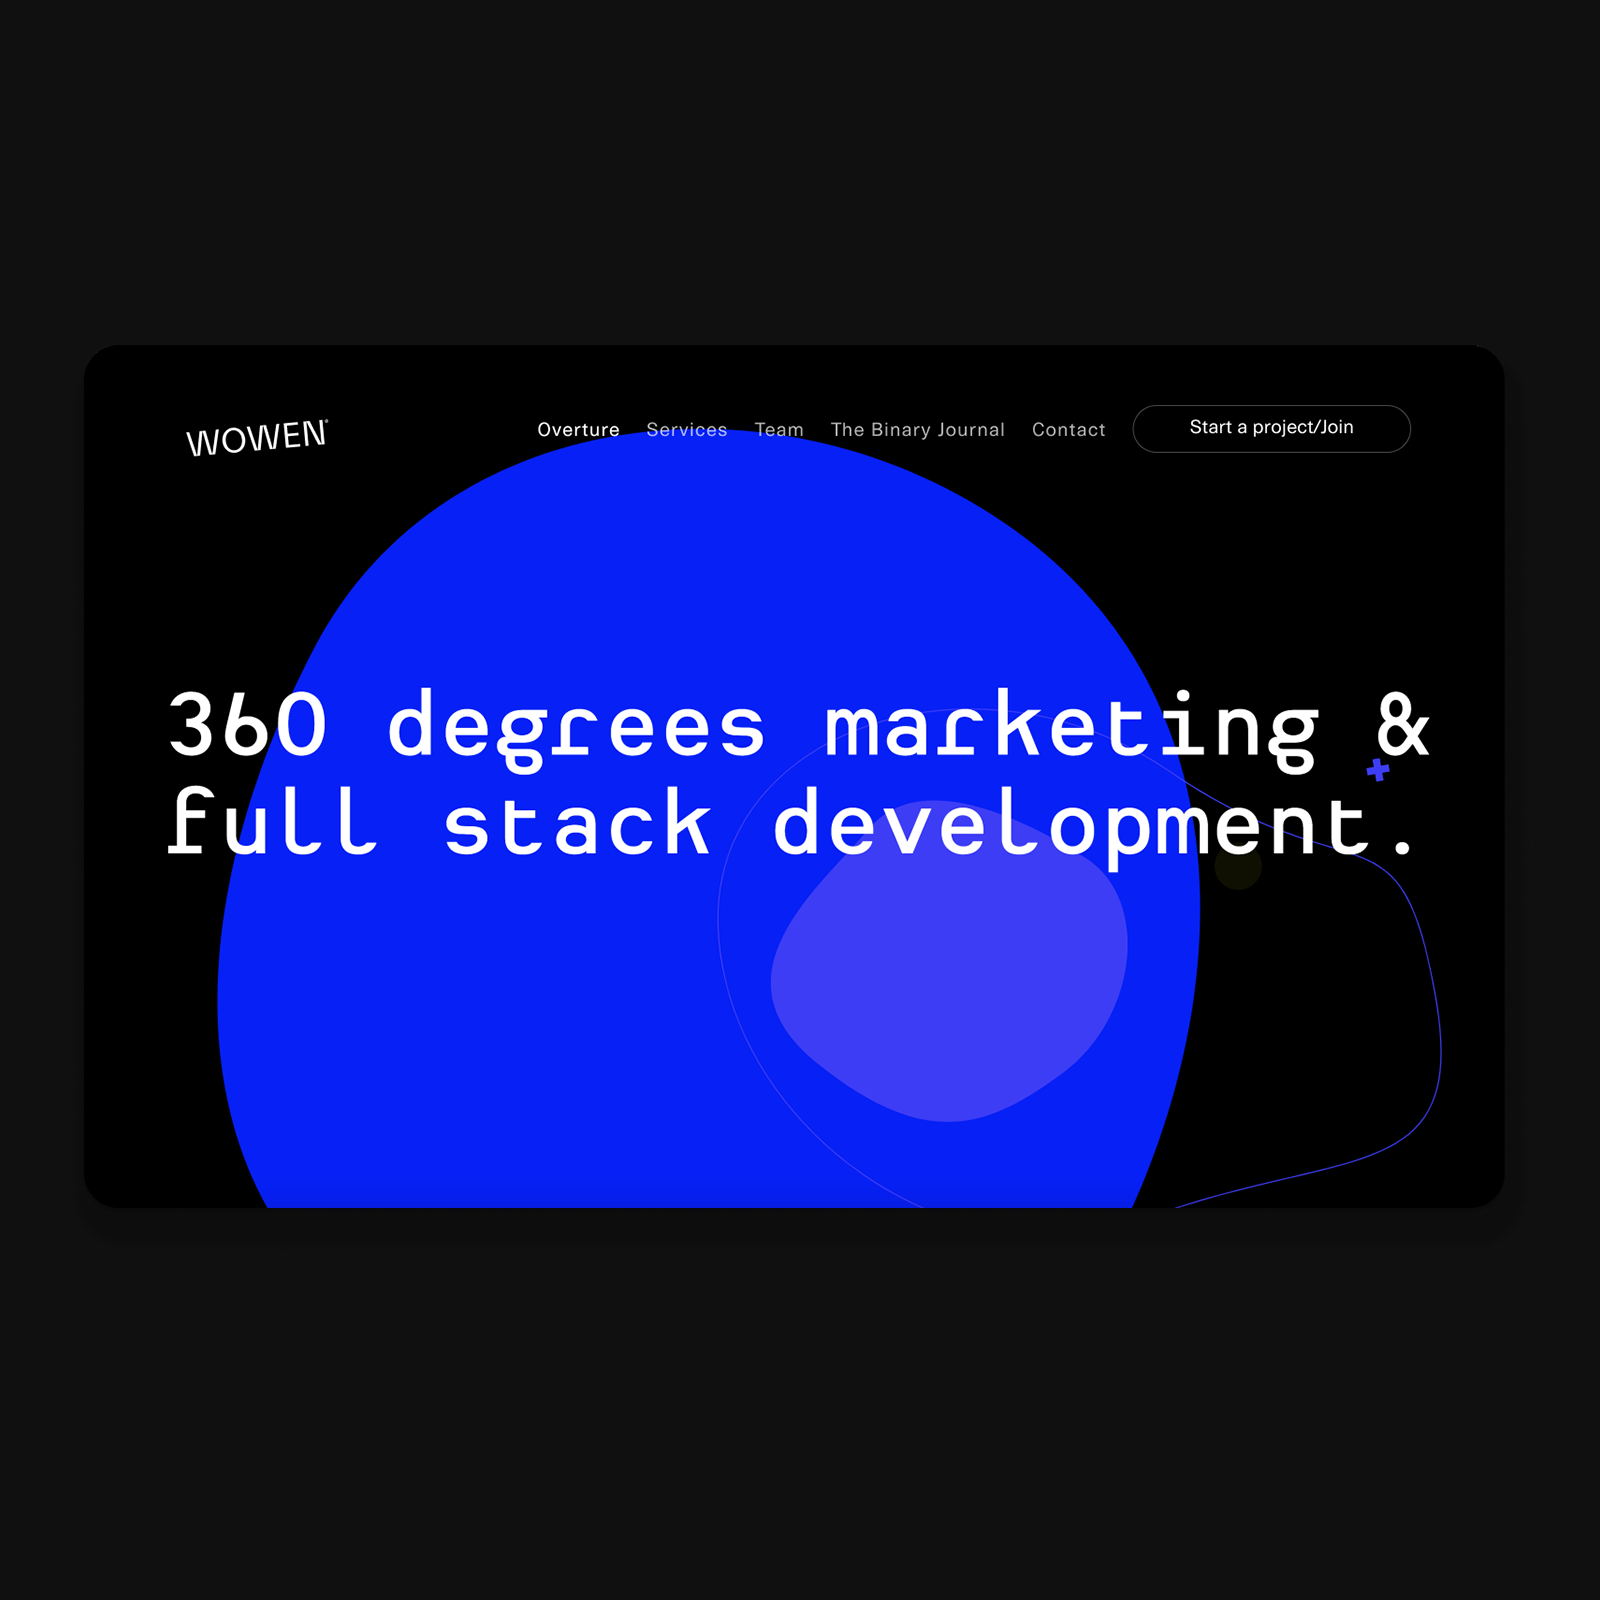 WOWEN
Overture Services Team The Binary Journal Contact Start a project/Join
360 degrees marketing &
full stack development.